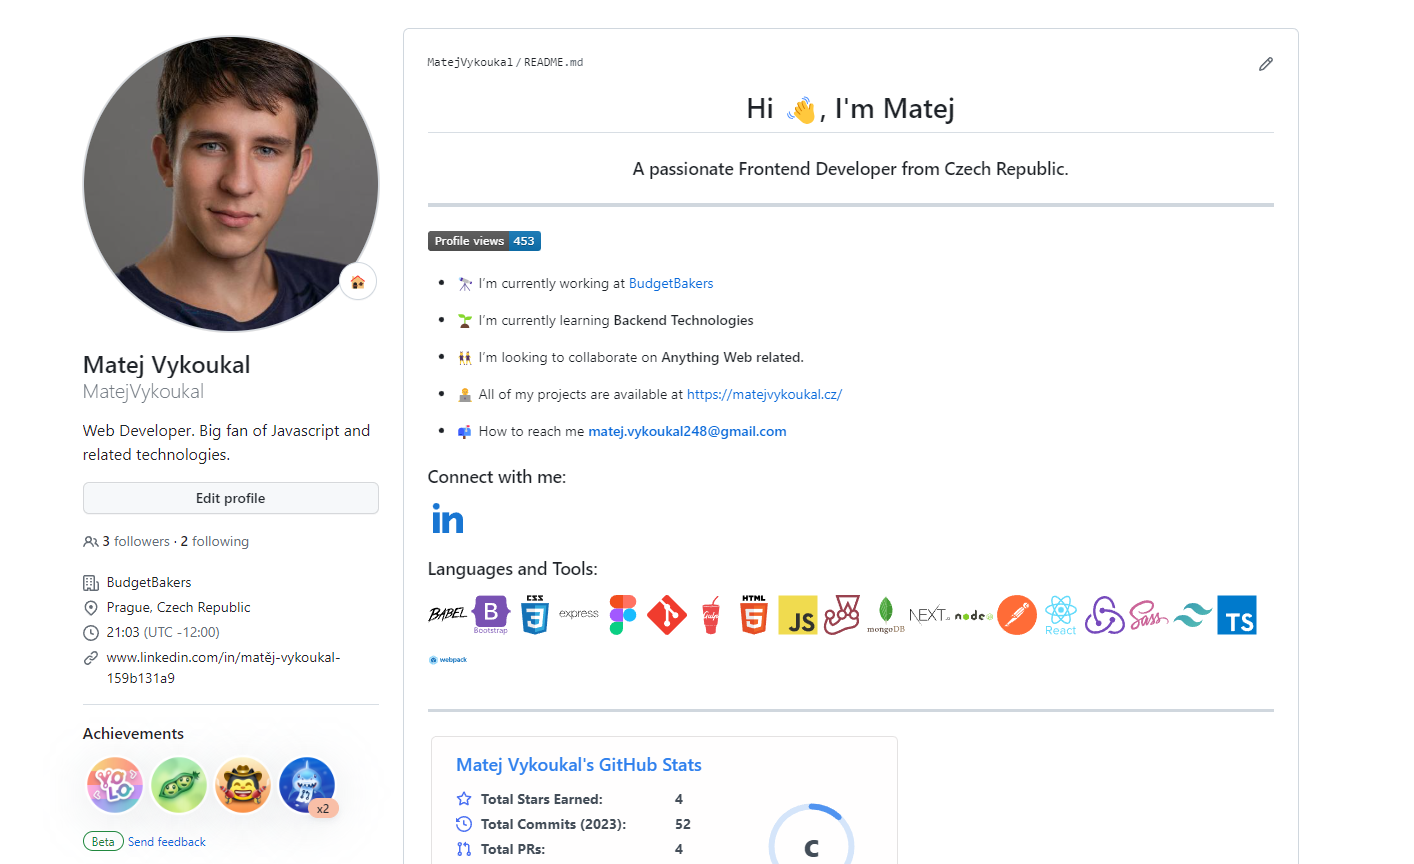 Matej Vykoukal
MatejVykoukal
Web Developer. Big fan of Javascript and
related technologies.
Edit profile
3 followers · 2 following
BudgetBakers
Prague, Czech Republic
21:03 (UTC -12:00)
www.linkedin.com/in/matěj-vykoukal-
159b131a9
Achievements
YOLO
x2
Beta Send feedback
MatejVykoukal / README.md
Hi 👋, I'm Matej
A passionate Frontend Developer from Czech Republic.
Profile views 453
I'm currently working at BudgetBakers
I'm currently learning Backend Technologies
I'm looking to collaborate on Anything Web related.
All of my projects are available at https://matejvykoukal.cz/
How to reach me matej.vykoukal248@gmail.com
Connect with me:
in
Languages and Tools:
BABEL B Bootstrap CSS 3 express Gulp HTML 5 JS mongoDB NEXT.js node React Sass TS
webpack
Matej Vykoukal's GitHub Stats
Total Stars Earned: 4
Total Commits (2023): 52
Total PRs: 4
C